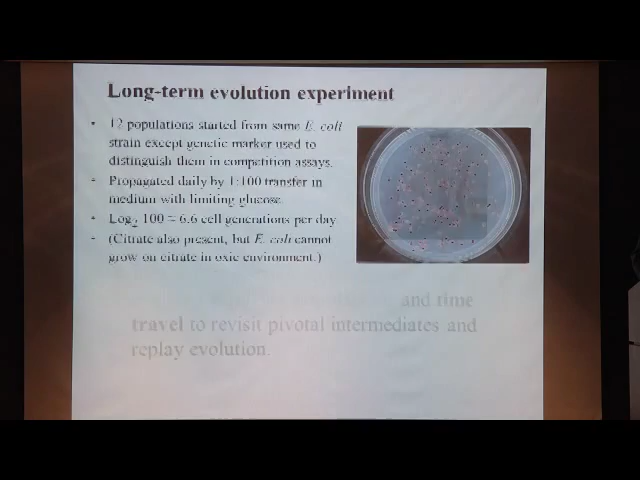 Long-term evolution experiment
• 12 populations started from same E. coli
strain except genetic marker used to
distinguish them in competition assays.
• Propagated daily by 1:100 transfer in
medium with limiting glucose.
• Log₂ 100 = 6.6 cell generations per day
• (Citrate also present, but E. coli cannot
grow on citrate in oxic environment.)
and time
travel to revisit pivotal intermediates and
replay evolution.